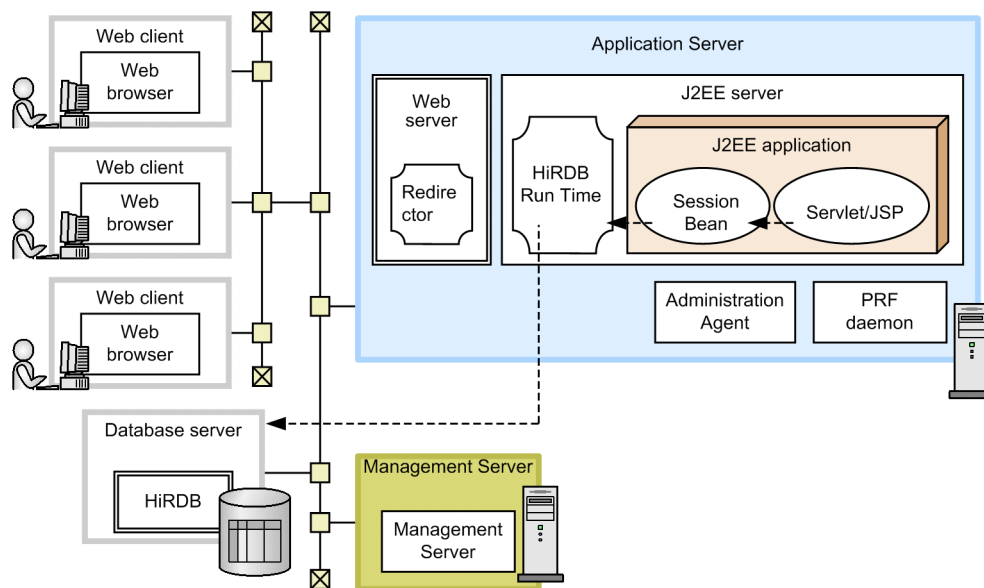 Web client
Web
browser
Web client
Web
browser
Web client
Web
browser
Application Server
Web
server
Redire
ctor
J2EE server
HiRDB
Run Time
J2EE application
Session
Bean
Servlet/JSP
Administration
Agent
PRF
daemon
Database server
HiRDB
Management Server
Management
Server